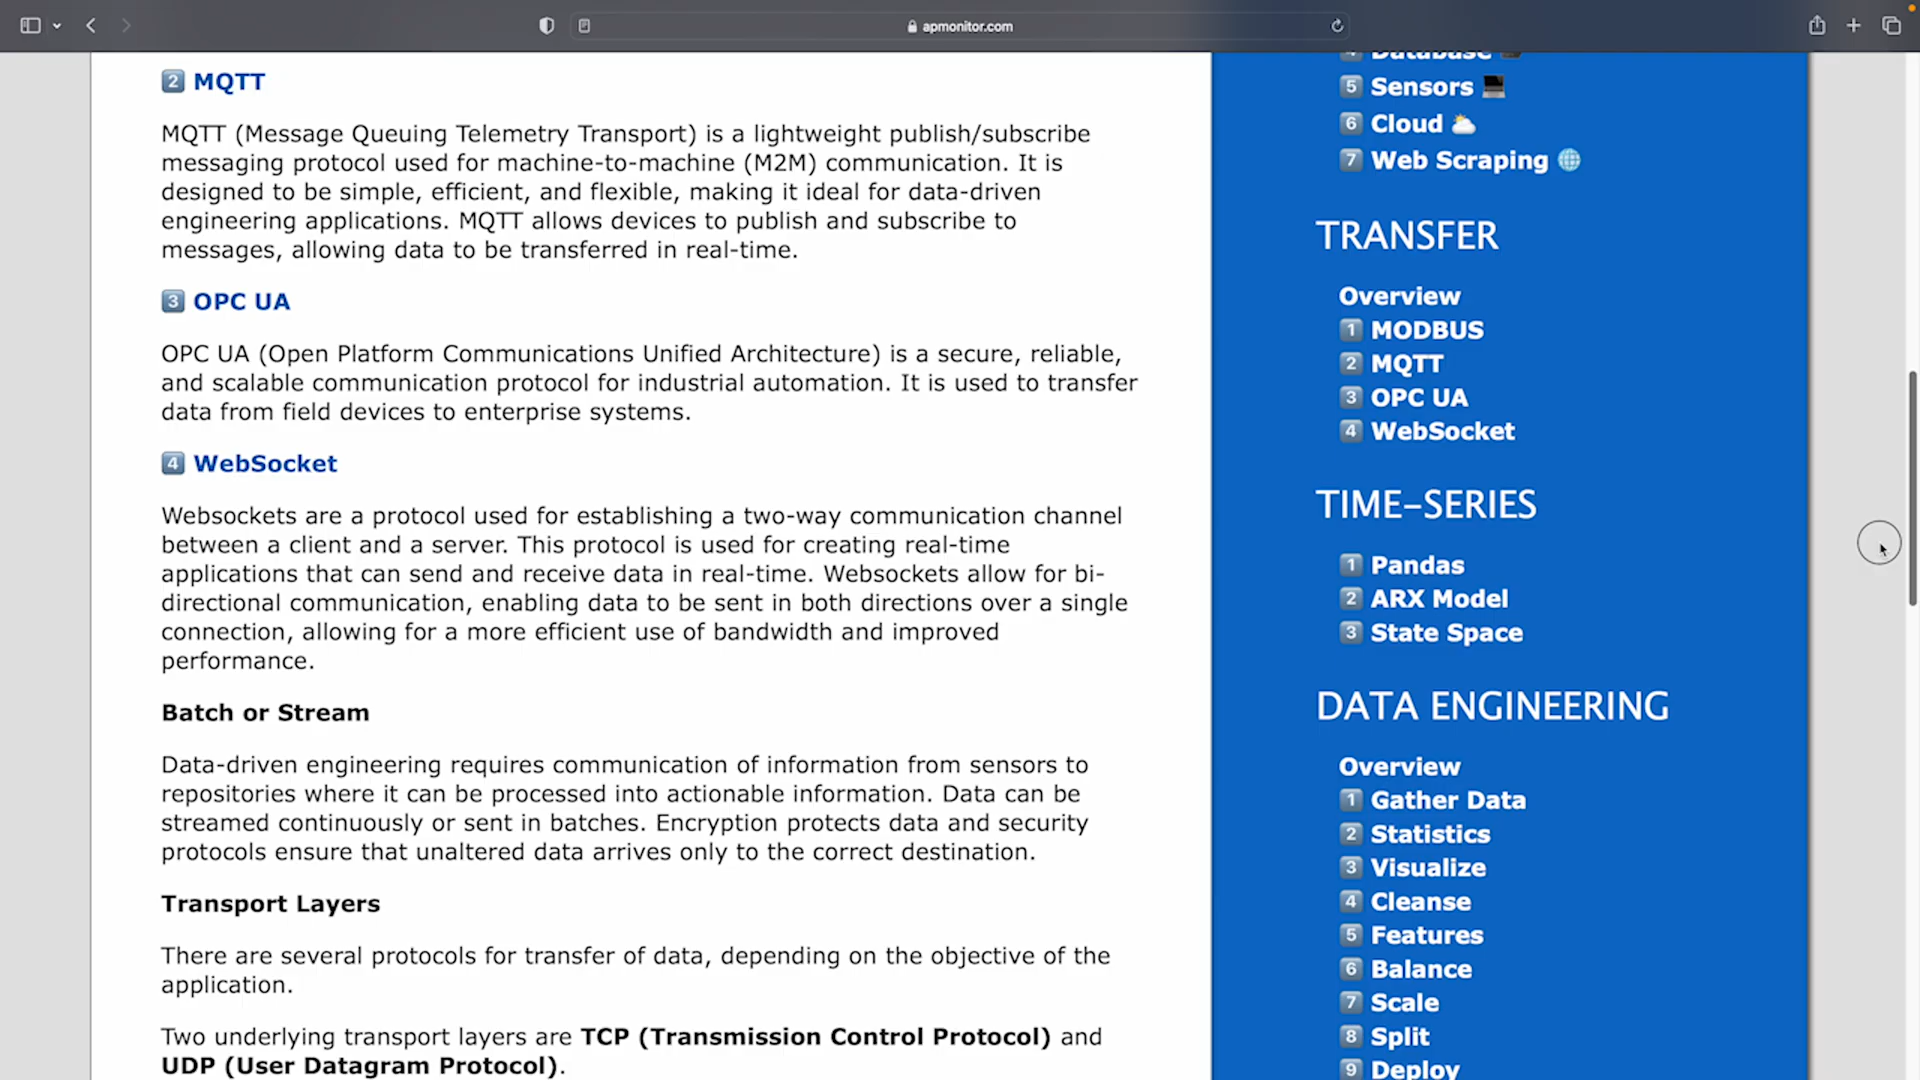 apmonitor.com
2 MQTT
MQTT (Message Queuing Telemetry Transport) is a lightweight publish/subscribe
messaging protocol used for machine-to-machine (M2M) communication. It is
designed to be simple, efficient, and flexible, making it ideal for data-driven
engineering applications. MQTT allows devices to publish and subscribe to
messages, allowing data to be transferred in real-time.
3 OPC UA
OPC UA (Open Platform Communications Unified Architecture) is a secure, reliable,
and scalable communication protocol for industrial automation. It is used to transfer
data from field devices to enterprise systems.
4 WebSocket
Websockets are a protocol used for establishing a two-way communication channel
between a client and a server. This protocol is used for creating real-time
applications that can send and receive data in real-time. Websockets allow for bi-
directional communication, enabling data to be sent in both directions over a single
connection, allowing for a more efficient use of bandwidth and improved
performance.
Batch or Stream
Data-driven engineering requires communication of information from sensors to
repositories where it can be processed into actionable information. Data can be
streamed continuously or sent in batches. Encryption protects data and security
protocols ensure that unaltered data arrives only to the correct destination.
Transport Layers
There are several protocols for transfer of data, depending on the objective of the
application.
Two underlying transport layers are TCP (Transmission Control Protocol) and
UDP (User Datagram Protocol).
4 Database
5 Sensors
6 Cloud
7 Web Scraping
TRANSFER
Overview
1 MODBUS
2 MQTT
3 OPC UA
4 WebSocket
TIME-SERIES
1 Pandas
2 ARX Model
3 State Space
DATA ENGINEERING
Overview
1 Gather Data
2 Statistics
3 Visualize
4 Cleanse
5 Features
6 Balance
7 Scale
8 Split
9 Deploy